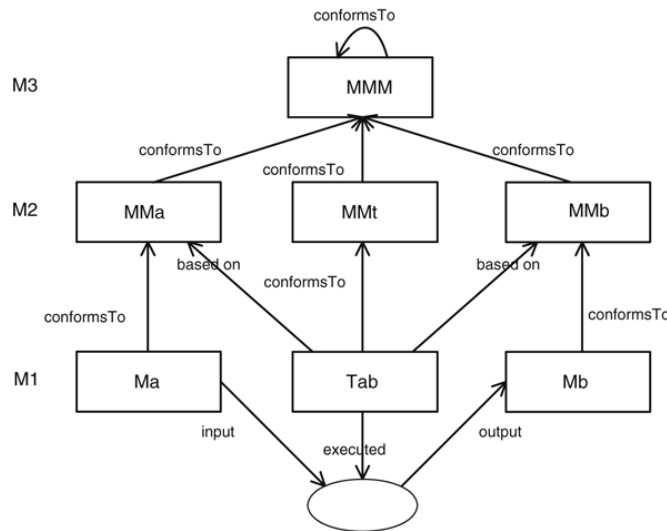 conformsTo
M3
MMM
conformsTo
conformsTo
conformsTo
M2
MMa
MMt
MMb
based on
based on
conformsTo
conformsTo
conformsTo
M1
Ma
Tab
Mb
input
executed
output